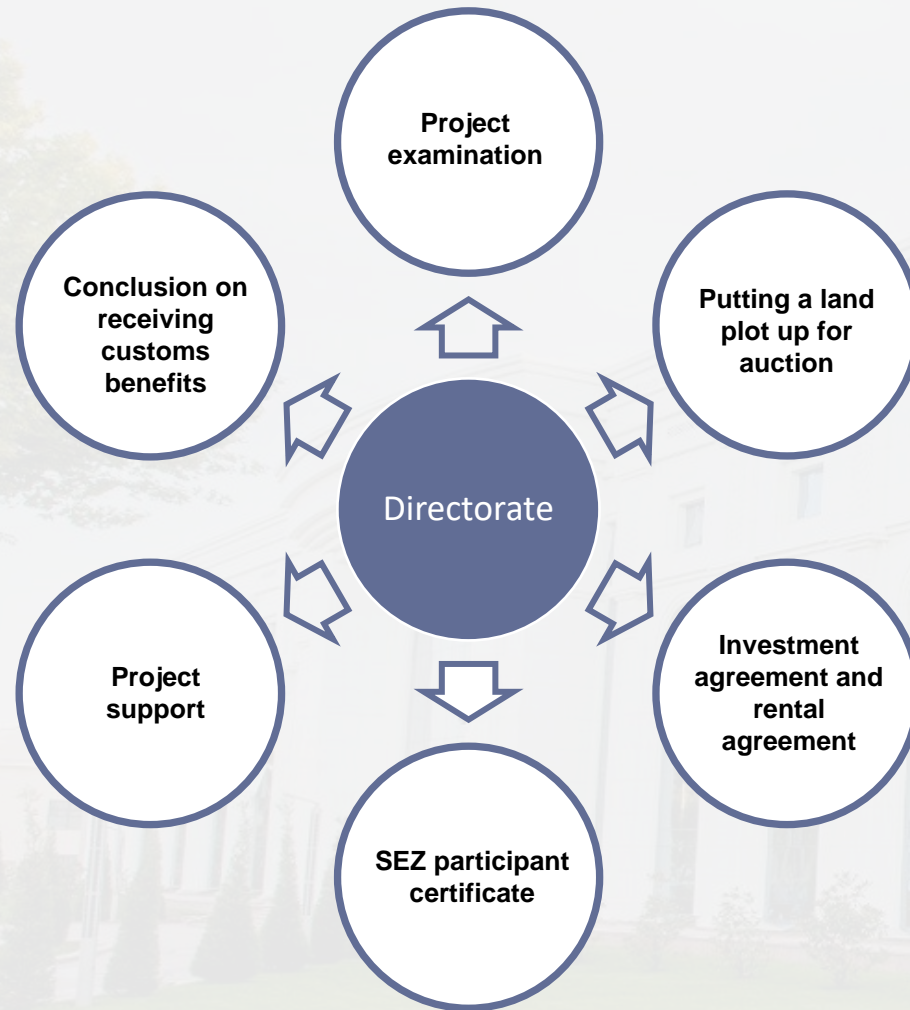 Project
examination
Conclusion on
receiving
customs
benefits
Putting a land
plot up for
auction
Directorate
Project
support
Investment
agreement and
rental
agreement
SEZ participant
certificate